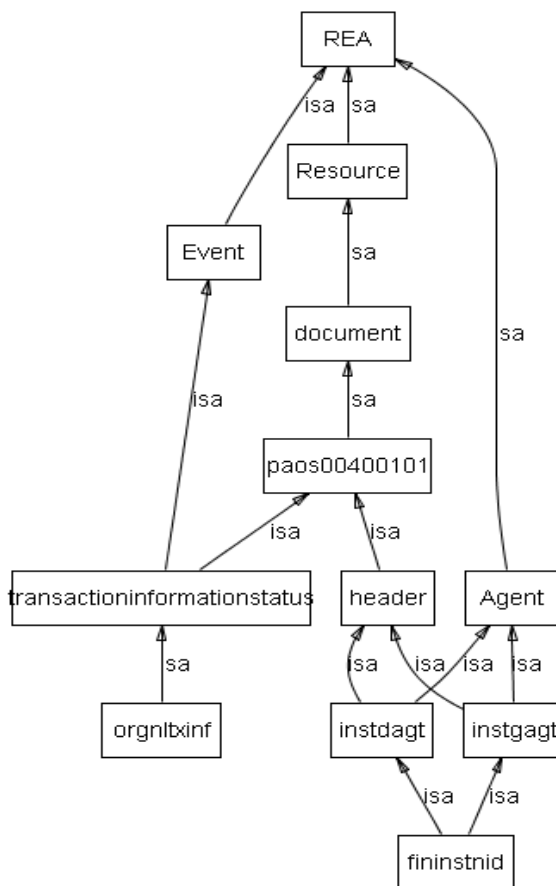 REA
isa
sa
Resource
Event
sa
document
sa
isa
sa
paos00400101
isa
isa
transactioninformationstatus
header
Agent
sa
isa
isa
isa
isa
orgnltxinf
instdagt
instgagt
isa
isa
fininstnid